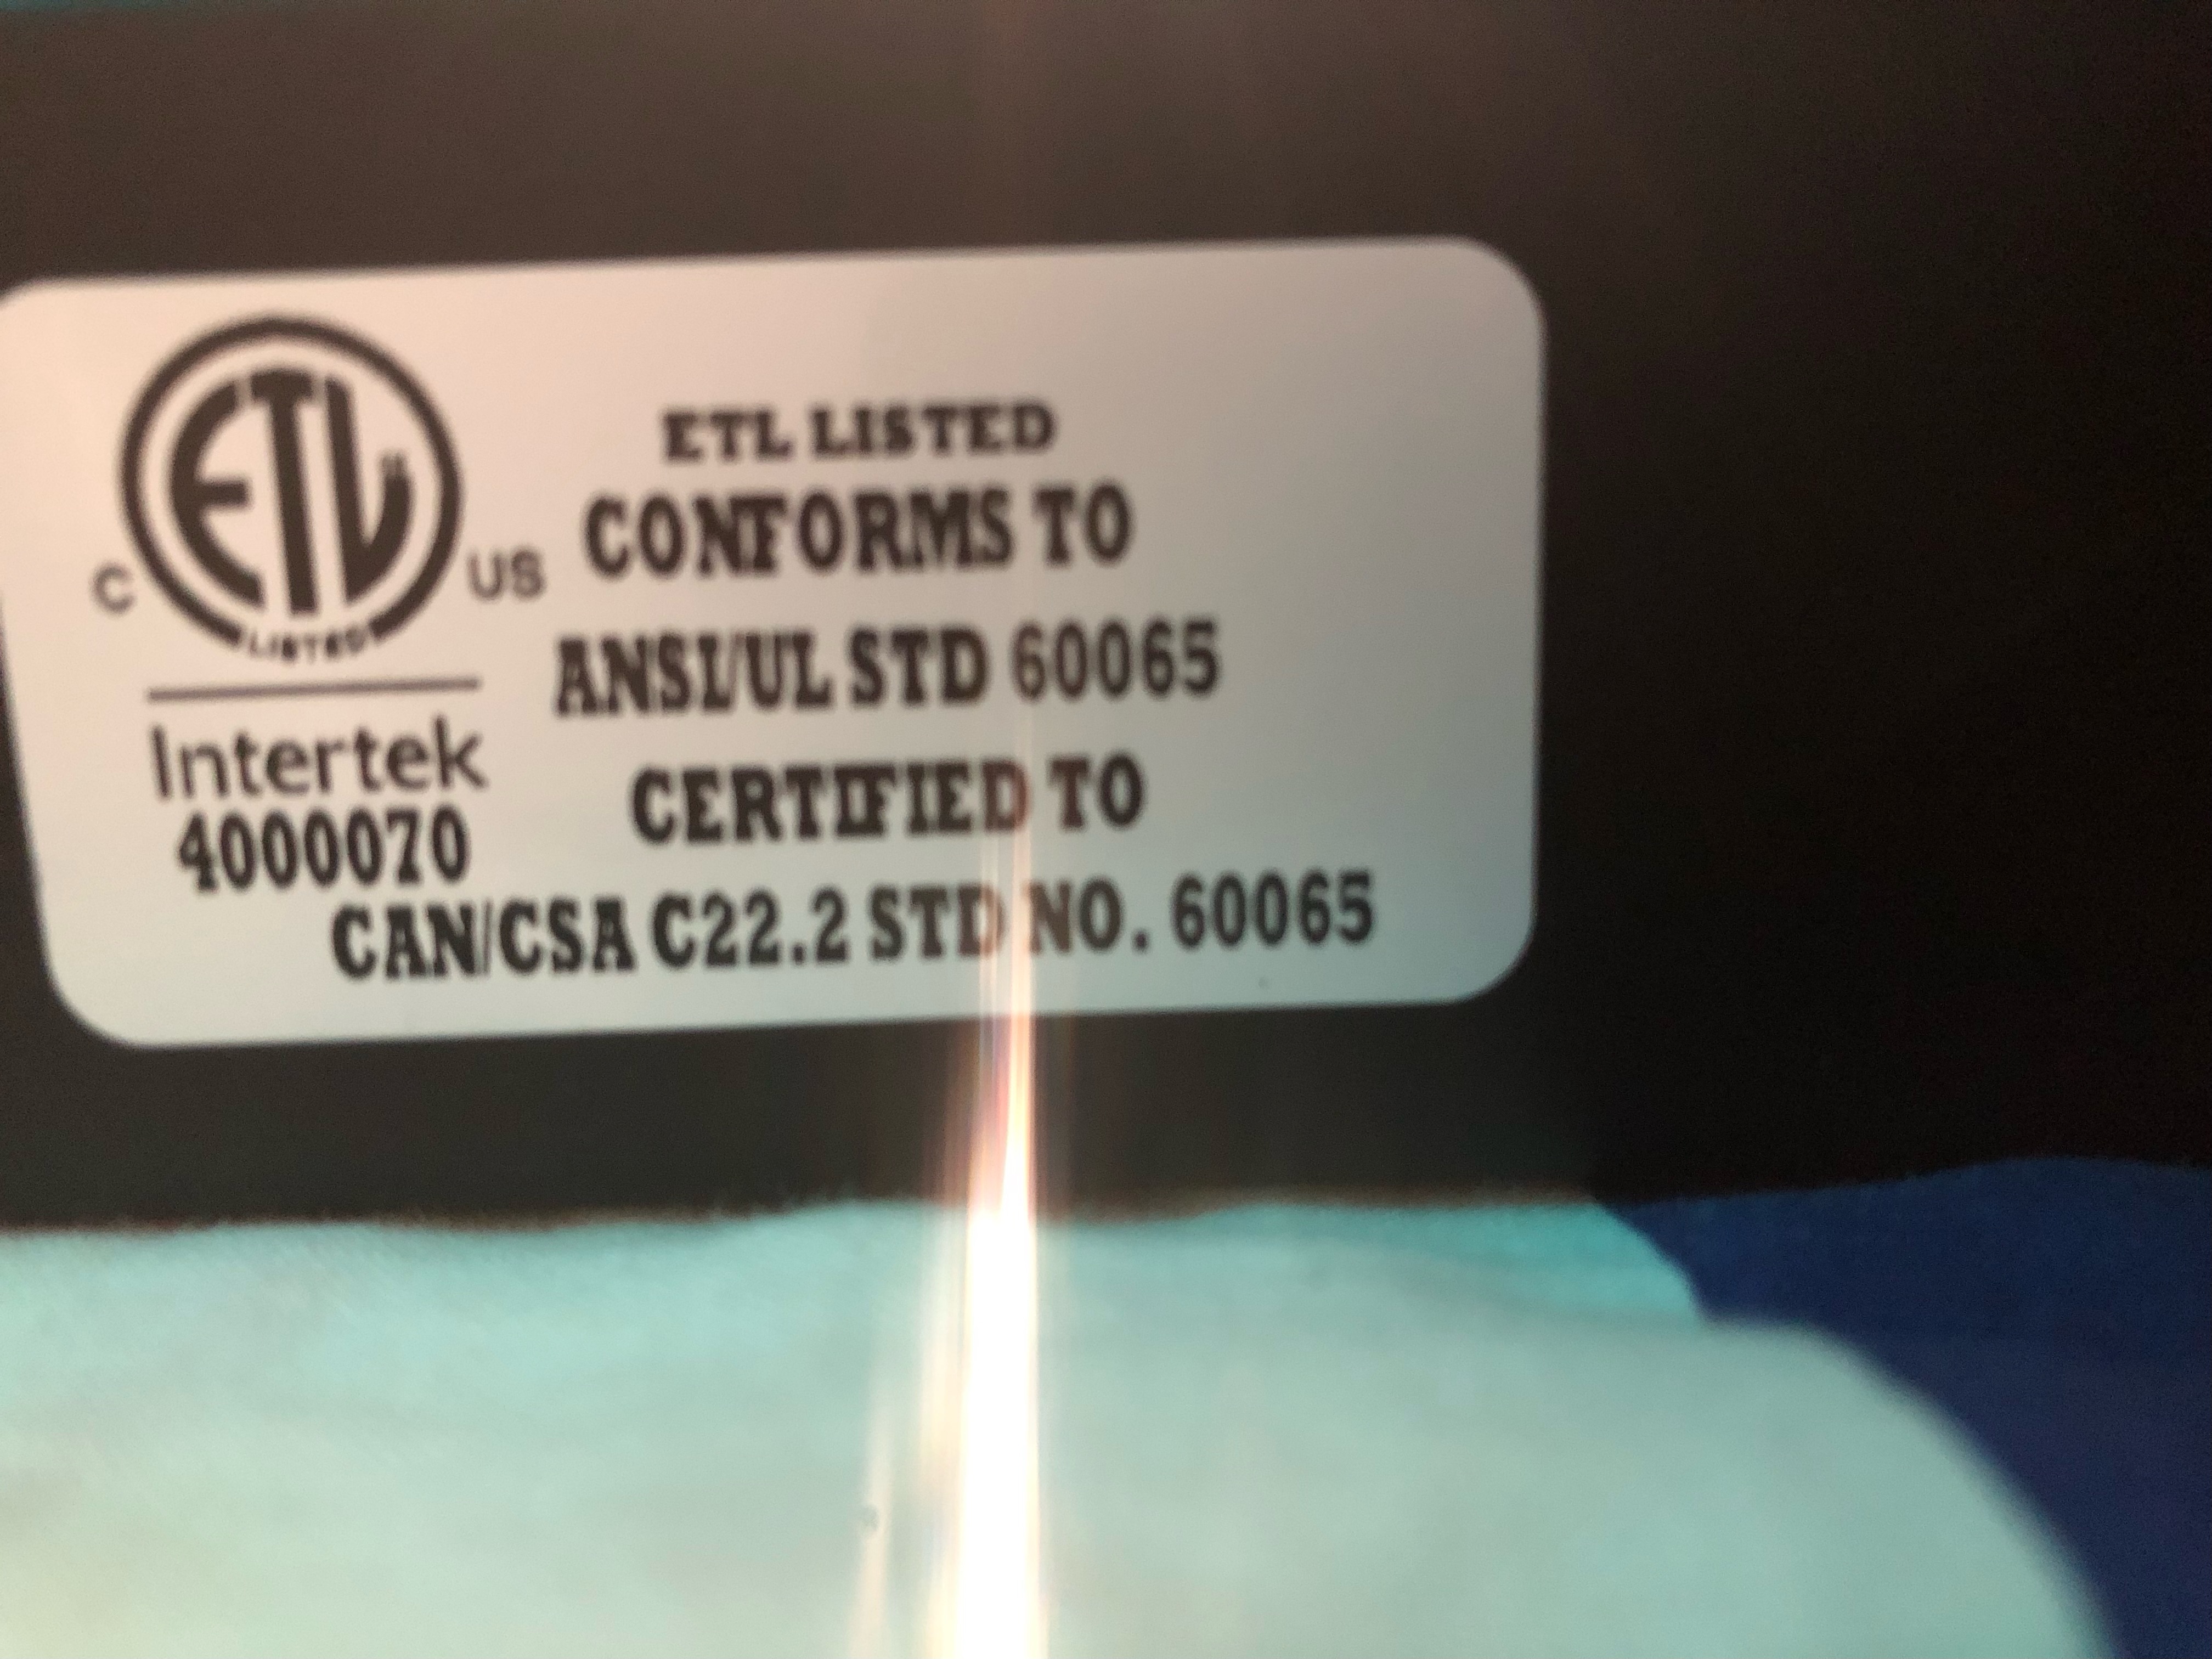 ETL
C US
LISTED
Intertek
4000070
ETL LISTED
CONFORMS TO
ANSI/UL STD 60065
CERTIFIED TO
CAN/CSA C22.2 STD NO. 60065